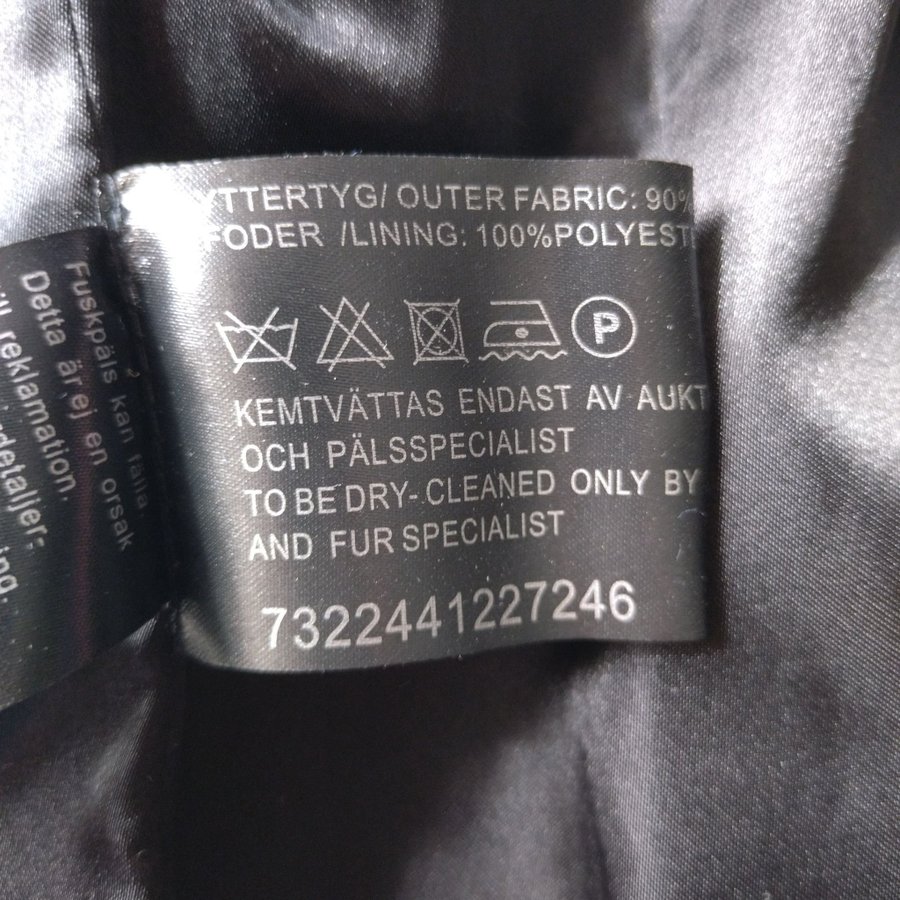 YTTERTYG/ OUTER FABRIC: 90%
FODER /LINING: 100%POLYEST
P
KEMTVÄTTAS ENDAST AV AUKT
OCH PÄLSSPECIALIST
TO BE DRY-CLEANED ONLY BY
AND FUR SPECIALIST
7322441227246
Fuskpäls kan fälla.
Detta är ej en orsak
till reklamation.